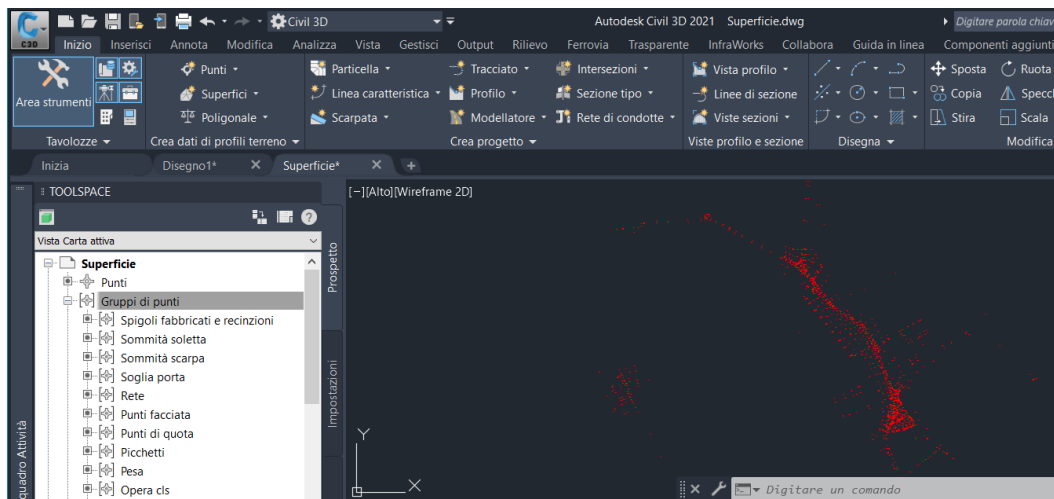 C3D
Civil 3D
Autodesk Civil 3D 2021 Superficie.dwg
Digitare parola chiav
Inizio Inserisci Annota Modifica Analizza Vista Gestisci Output Rilievo Ferrovia Trasparente InfraWorks Collabora Guida in linea Componenti aggiunti
Area strumenti
Punti
Superfici
Poligonale
Particella
Linea caratteristica
Scarpata
Tracciato
Profilo
Modellatore
Intersezioni
Sezione tipo
Rete di condotte
Vista profilo
Linee di sezione
Viste sezioni
Sposta
Copia
Stira
Ruota
Specc
Scala
Tavolozze
Crea dati di profili terreno
Crea progetto
Viste profilo e sezione
Disegna
Modifica
Inizia Disegno1* Superficie*
TOOLSPACE
Vista Carta attiva
Superficie
Punti
Gruppi di punti
Spigoli fabbricati e recinzioni
Sommità soletta
Sommità scarpa
Soglia porta
Rete
Punti facciata
Punti di quota
Picchetti
Pesa
Opera cls
Prospetto
Impostazioni
quadro Attività
[−][Alto][Wireframe 2D]
Y
X
Digitare un comando